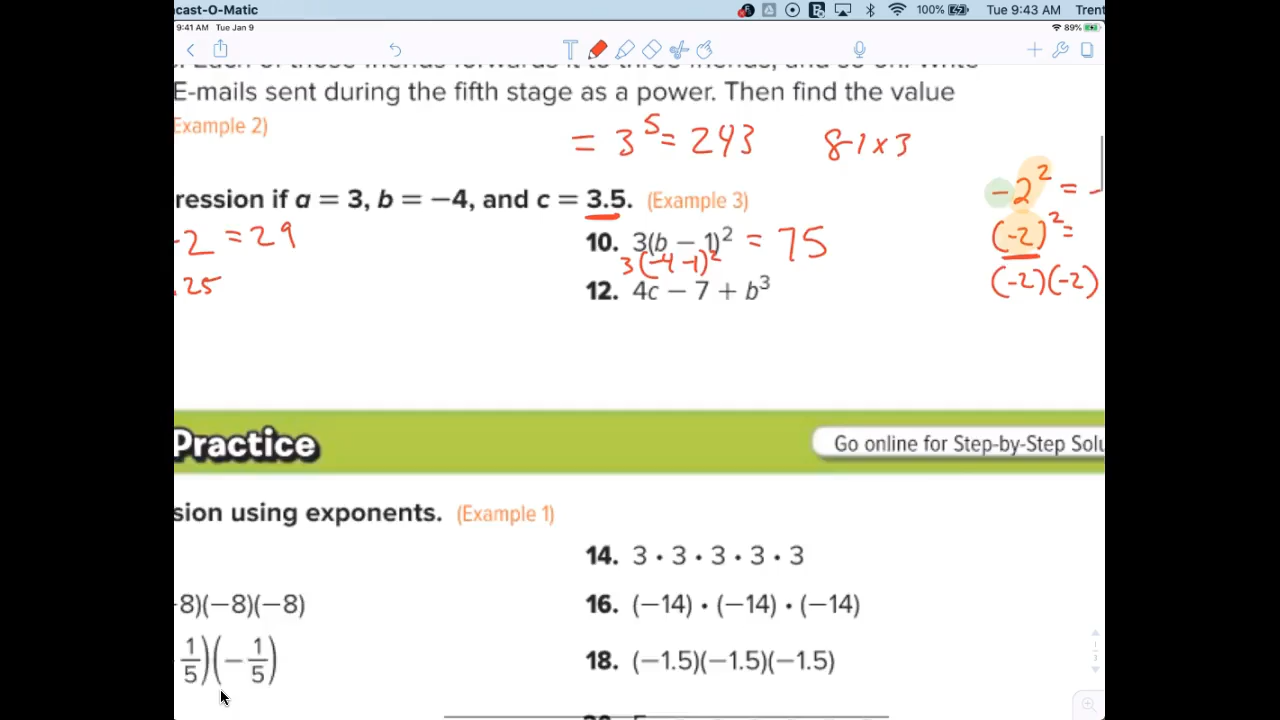 cast-O-Matic 100% Tue 9:43 AM Trent
9:41 AM Tue Jan 9 89%
E-mails sent during the fifth stage as a power. Then find the value
Example 2)
= 3^5 = 243 81 x 3
-2^2 = -
ression if a = 3, b = −4, and c = 3.5. (Example 3)
-2 = 29
10. 3(b − 1)² = 75
(-2)^2 =
3(-4 -1)^2
.25
12. 4c − 7 + b³
(-2)(-2)
Practice
Go online for Step-by-Step Solu
sion using exponents. (Example 1)
14. 3 • 3 • 3 • 3 • 3
−8)(−8)(−8)
16. (−14) • (−14) • (−14)
1/5)(−1/5)
18. (−1.5)(−1.5)(−1.5)